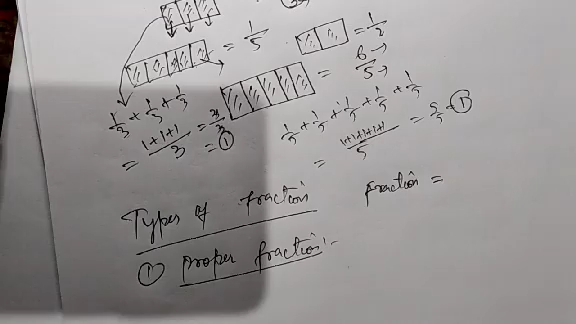 = 1/5
= 1/2
= 6/5 →
1/3 + 1/3 + 1/3
1/5 + 1/5 + 1/5 + 1/5 + 1/5
= 1+1+1/3 = 3/3
= ①
= 1+1+1+1+1/5 = 5/5 = ①
Types of fraction
fraction =
① proper fraction:-